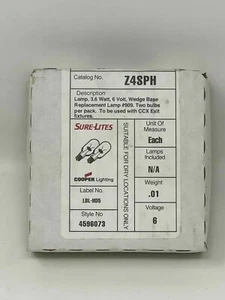 Catalog No.
Z4SPH
Description
Lamp, 3.6 Watt, 6 Volt, Wedge Base
Replacement Lamp #909. Two bulbs
per pack. To be used with CCX Exit
fixtures.
SURE-LITES
COOPER Lighting
SUITABLE FOR DRY LOCATIONS ONLY
Unit Of
Measure
Each
Lamps
Included
N/A
Label No.
LBL-805
Weight
.01
Style No
4596073
Voltage
6